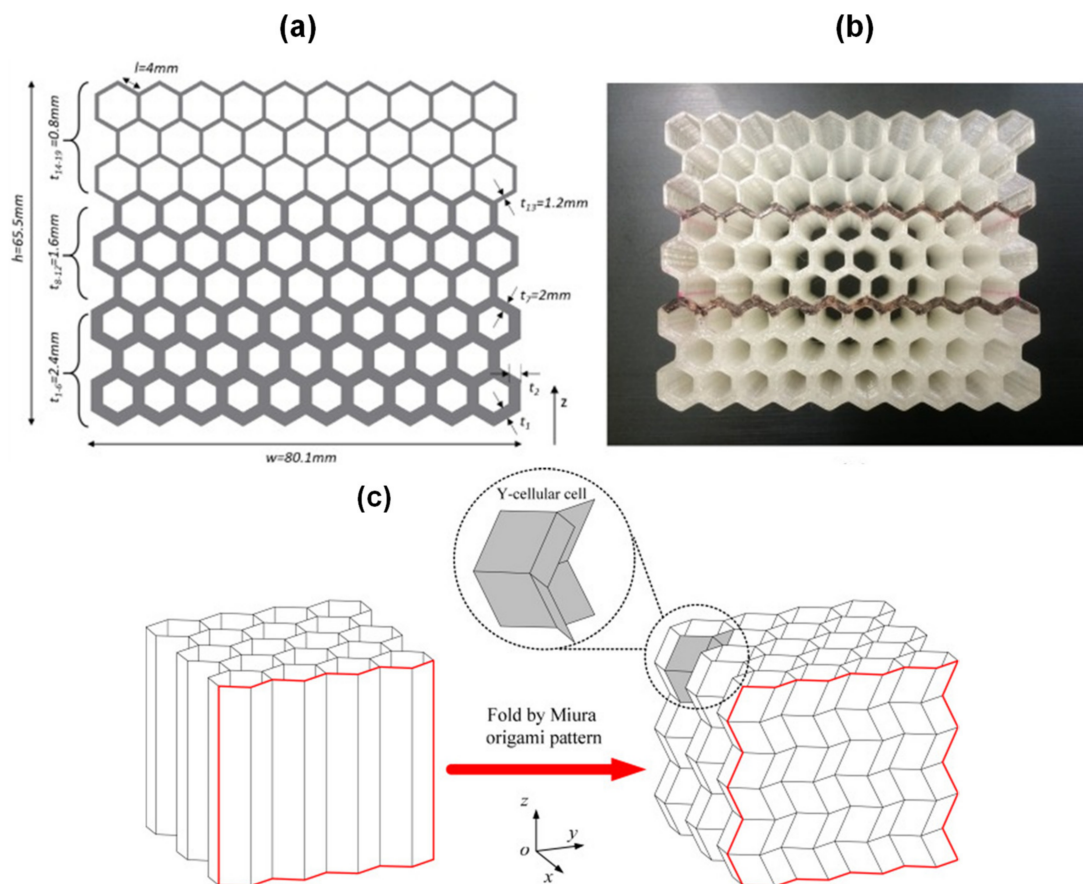 (a)
(b)
l=4mm
t14-19=0.8mm
h=65.5mm
t13=1.2mm
t8-12=1.6mm
t7=2mm
t1-6=2.4mm
t2
z
t1
w=80.1mm
(c)
Y-cellular cell
Fold by Miura
origami pattern
z
y
o
x